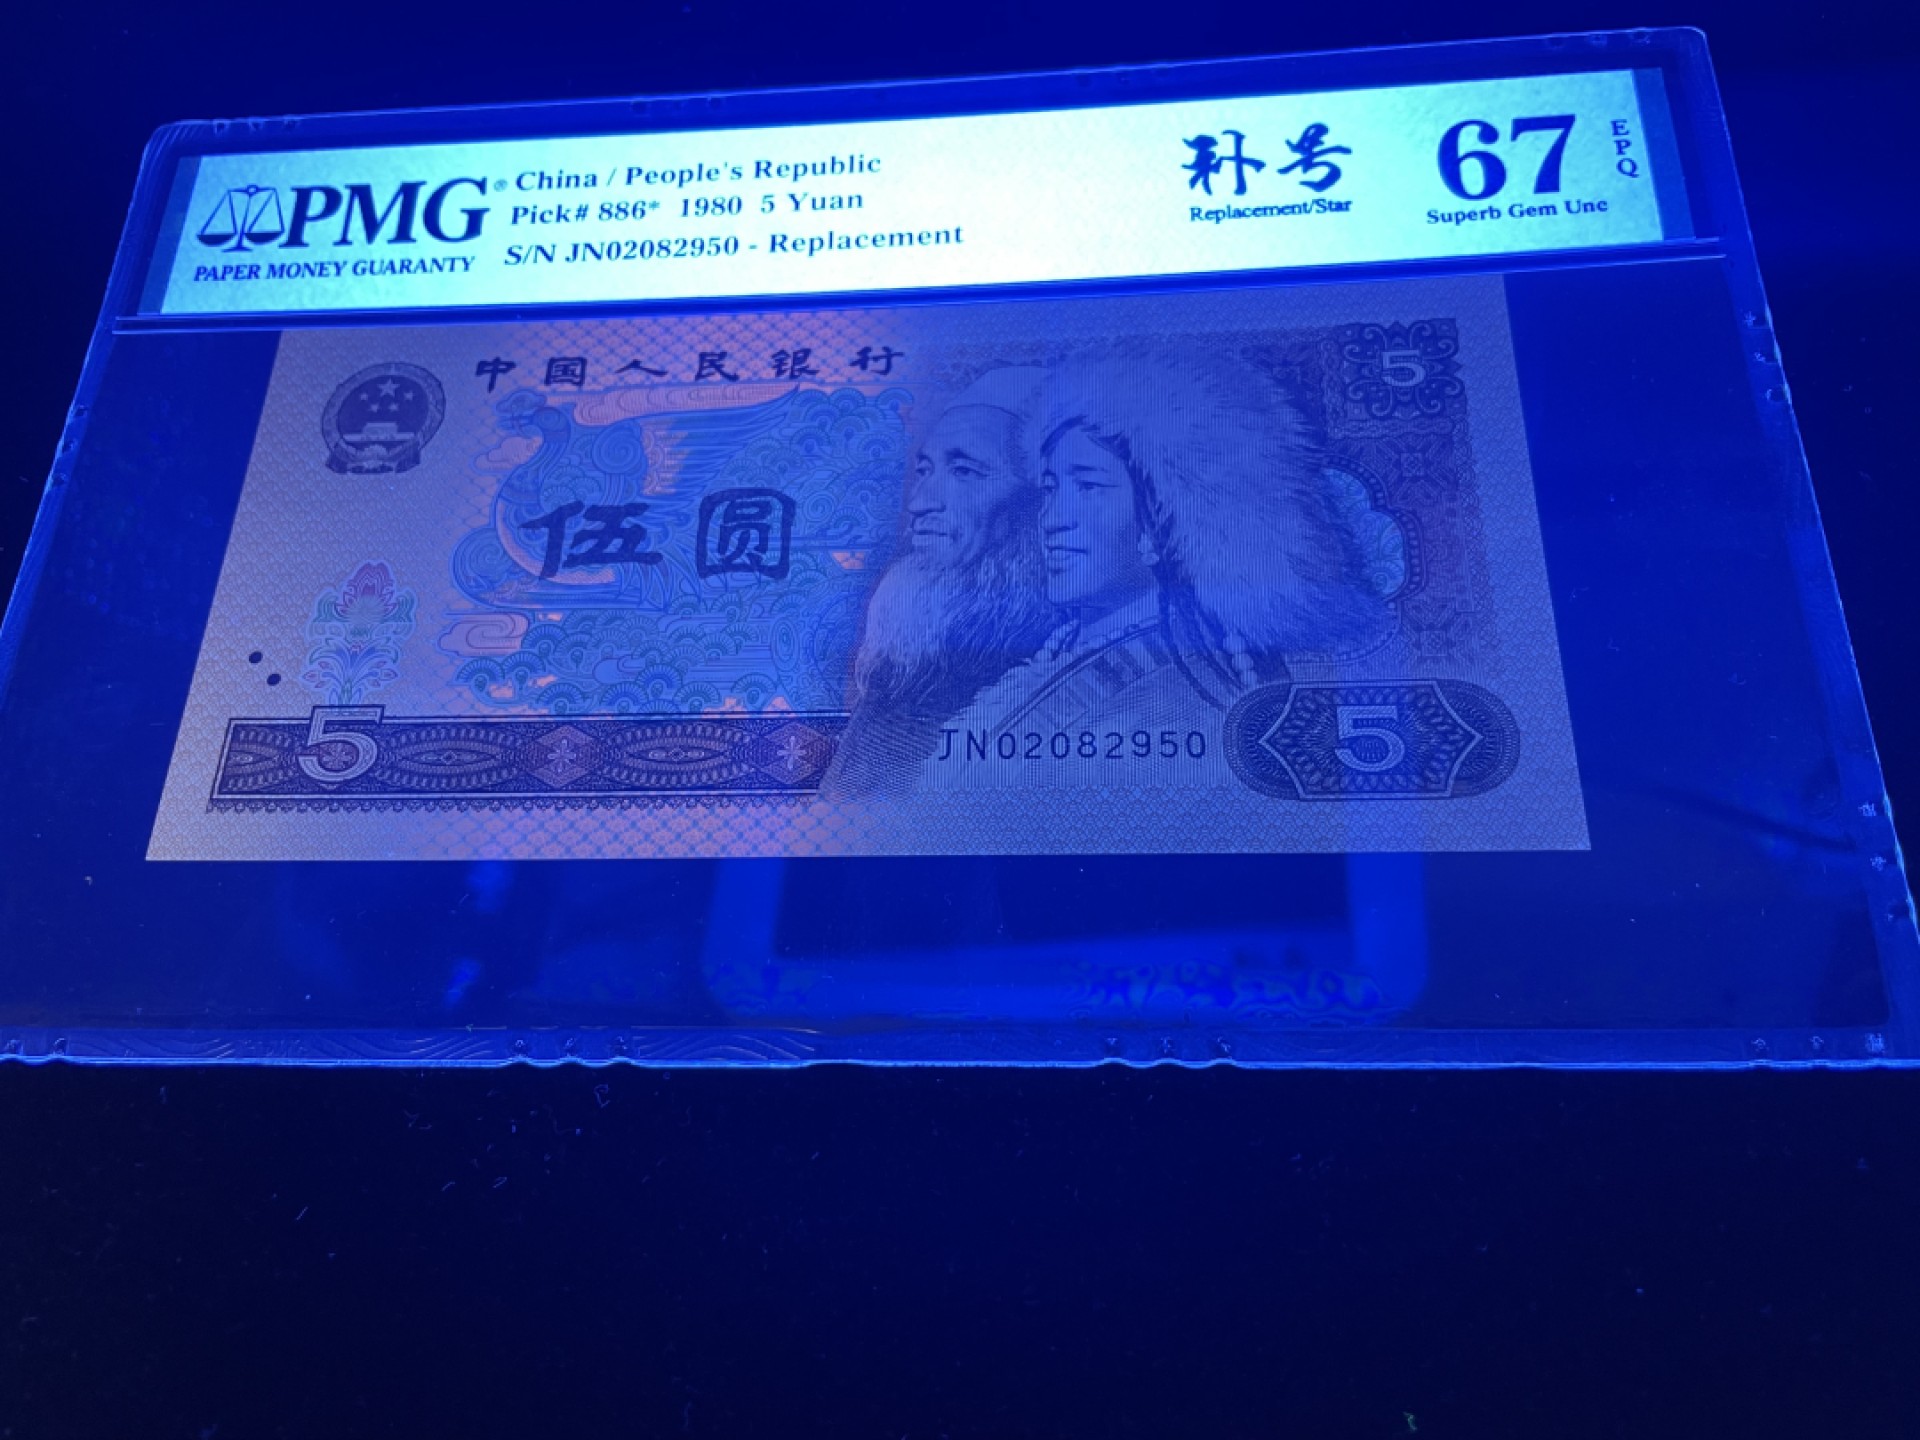 PMG® China / People's Republic
Pick# 886* 1980 5 Yuan
S/N JN02082950 - Replacement
PAPER MONEY GUARANTY
补号
Replacement/Star
67 EPQ
Superb Gem Unc
中国人民银行
5
伍圆
5
JN02082950
5